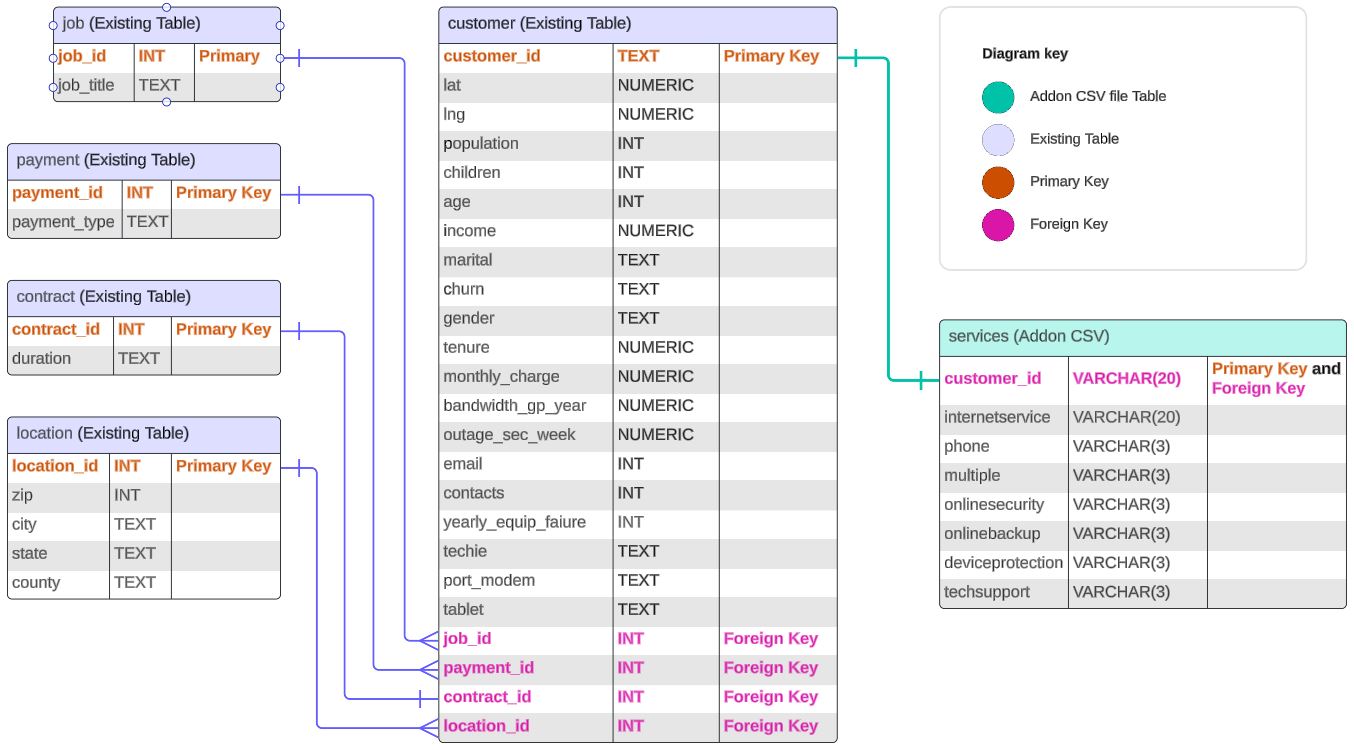 job (Existing Table)
job_id INT Primary
job_title TEXT
payment (Existing Table)
payment_id INT Primary Key
payment_type TEXT
contract (Existing Table)
contract_id INT Primary Key
duration TEXT
location (Existing Table)
location_id INT Primary Key
zip INT
city TEXT
state TEXT
county TEXT
customer (Existing Table)
customer_id TEXT Primary Key
lat NUMERIC
lng NUMERIC
population INT
children INT
age INT
income NUMERIC
marital TEXT
churn TEXT
gender TEXT
tenure NUMERIC
monthly_charge NUMERIC
bandwidth_gp_year NUMERIC
outage_sec_week NUMERIC
email INT
contacts INT
yearly_equip_faiure INT
techie TEXT
port_modem TEXT
tablet TEXT
job_id INT Foreign Key
payment_id INT Foreign Key
contract_id INT Foreign Key
location_id INT Foreign Key
Diagram key
Addon CSV file Table
Existing Table
Primary Key
Foreign Key
services (Addon CSV)
customer_id VARCHAR(20) Primary Key and
Foreign Key
internetservice VARCHAR(20)
phone VARCHAR(3)
multiple VARCHAR(3)
onlinesecurity VARCHAR(3)
onlinebackup VARCHAR(3)
deviceprotection VARCHAR(3)
techsupport VARCHAR(3)